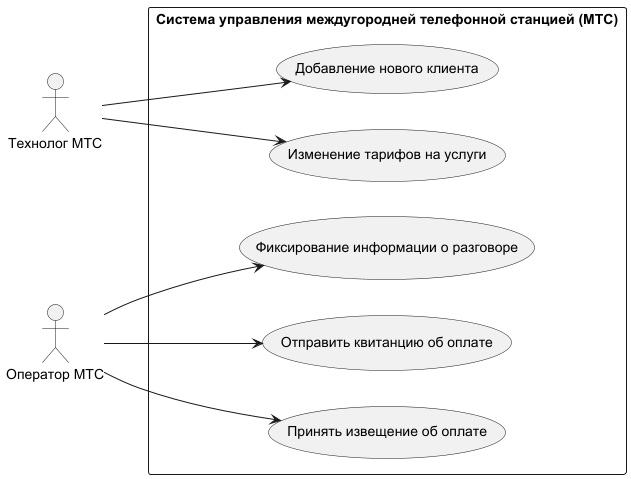 Система управления междугородней телефонной станцией (МТС)
Добавление нового клиента
Технолог МТС
Изменение тарифов на услуги
Фиксирование информации о разговоре
Отправить квитанцию об оплате
Оператор МТС
Принять извещение об оплате